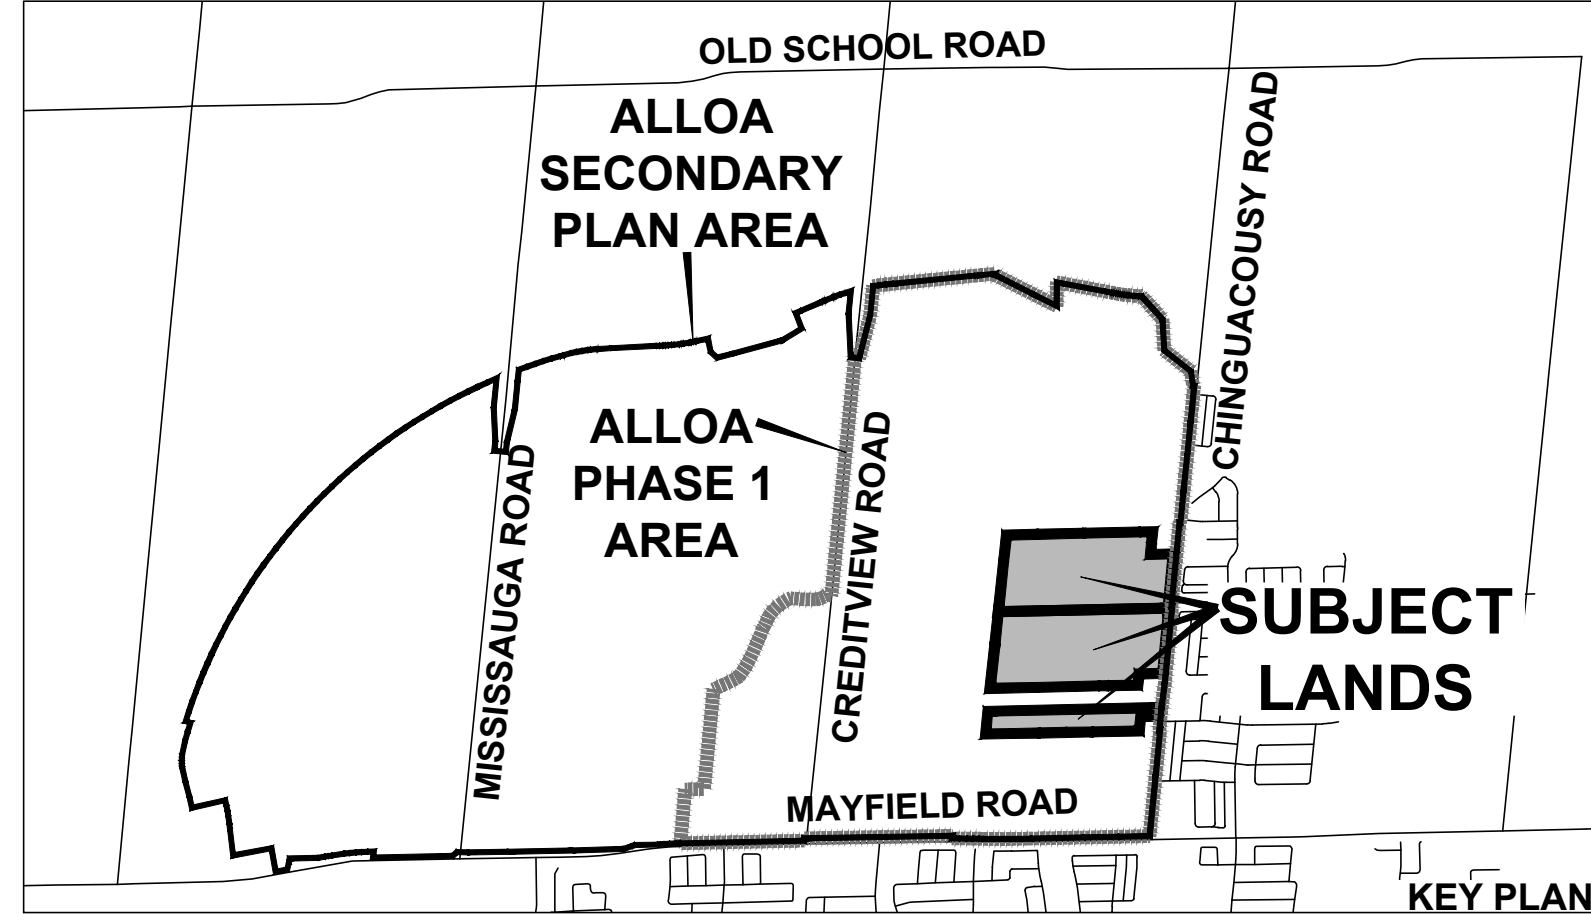 OLD SCHOOL ROAD
ALLOA
SECONDARY
PLAN AREA
CHINGUACOUSY ROAD
ALLOA
PHASE 1
AREA
MISSISSAUGA ROAD
CREDITVIEW ROAD
SUBJECT
LANDS
MAYFIELD ROAD
KEY PLAN